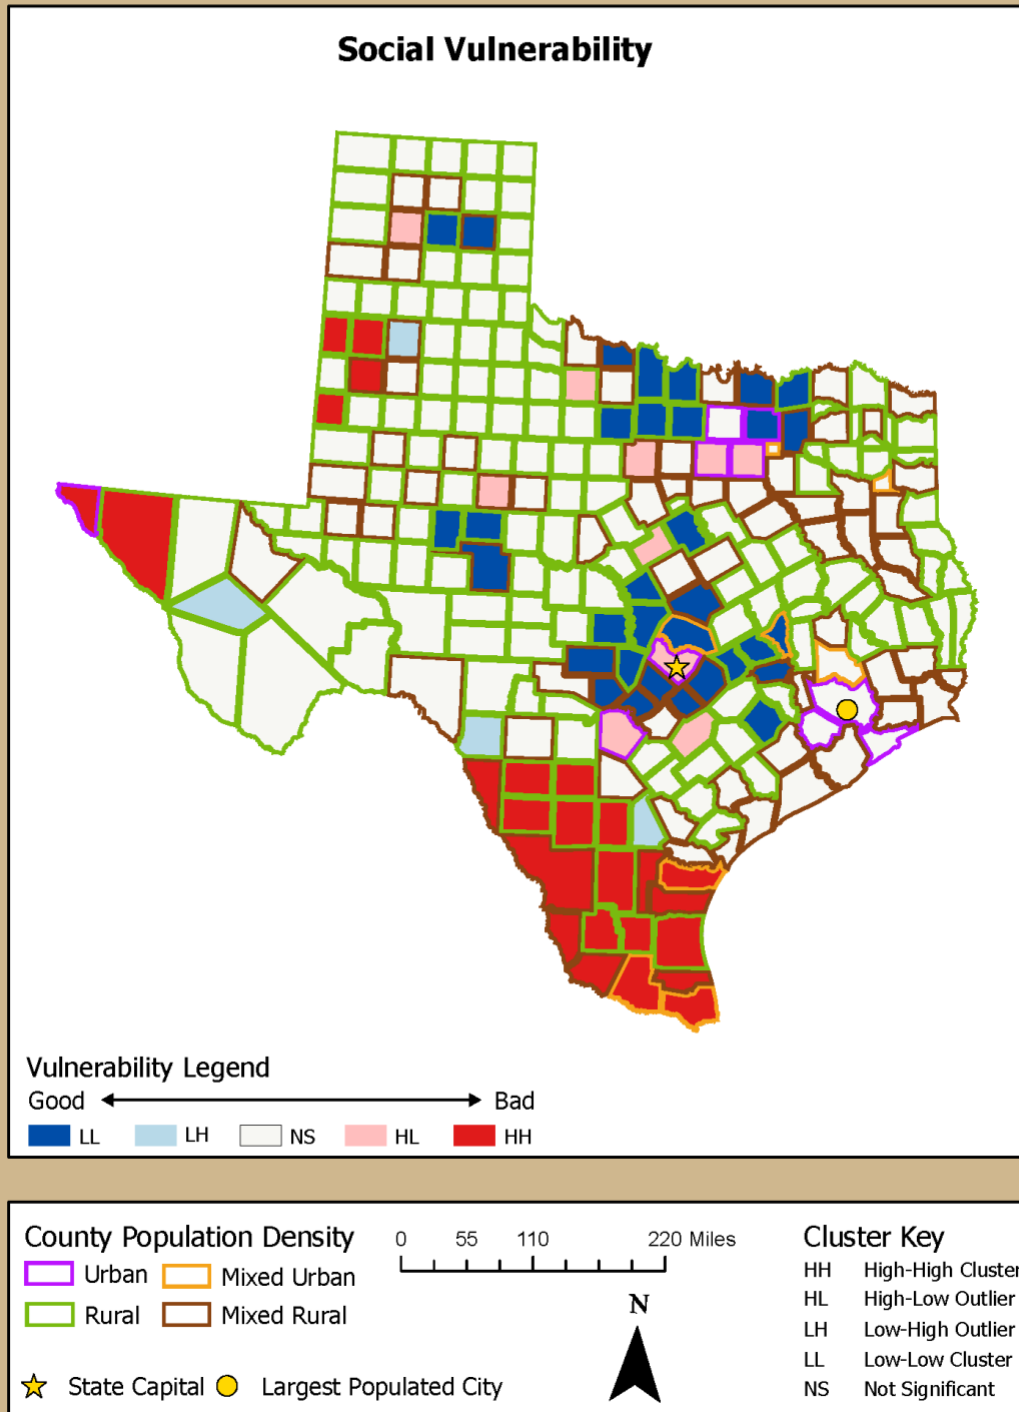 Social Vulnerability
Vulnerability Legend
Good Bad
LL LH NS HL HH
County Population Density
Urban Mixed Urban
Rural Mixed Rural
State Capital Largest Populated City
0 55 110 220 Miles
N
Cluster Key
HH High-High Cluster
HL High-Low Outlier
LH Low-High Outlier
LL Low-Low Cluster
NS Not Significant